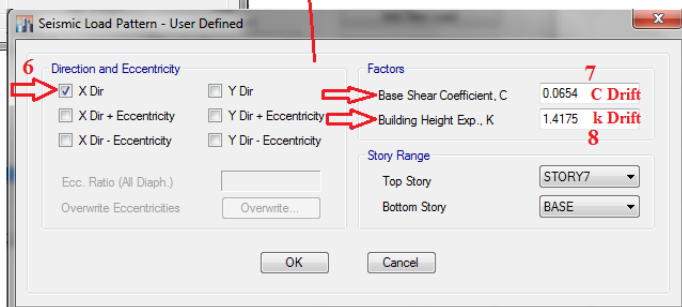 Seismic Load Pattern - User Defined
6
Direction and Eccentricity
X Dir
Y Dir
X Dir + Eccentricity
Y Dir + Eccentricity
X Dir - Eccentricity
Y Dir - Eccentricity
Ecc. Ratio (All Diaph.)
Overwrite Eccentricities
Overwrite...
Factors
7
Base Shear Coefficient, C
0.0654
C Drift
Building Height Exp., K
1.4175
k Drift
8
Story Range
Top Story
STORY7
Bottom Story
BASE
OK
Cancel